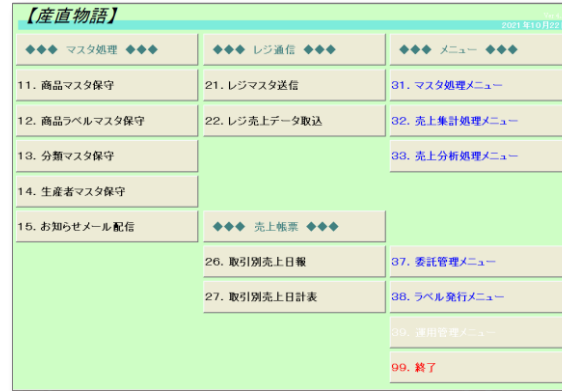 【産直物語】
2021年10月22
◆◆◆ マスタ処理 ◆◆◆
◆◆◆ レジ通信 ◆◆◆
◆◆◆ メニュー ◆◆◆
11. 商品マスタ保守
21. レジマスタ送信
31. マスタ処理メニュー
12. 商品ラベルマスタ保守
22. レジ売上データ取込
32. 売上集計処理メニュー
13. 分類マスタ保守
33. 売上分析処理メニュー
14. 生産者マスタ保守
15. お知らせメール配信
◆◆◆ 売上帳票 ◆◆◆
26. 取引別売上日報
37. 委託管理メニュー
27. 取引別売上日計表
38. ラベル発行メニュー
39. 運用管理メニュー
99. 終了